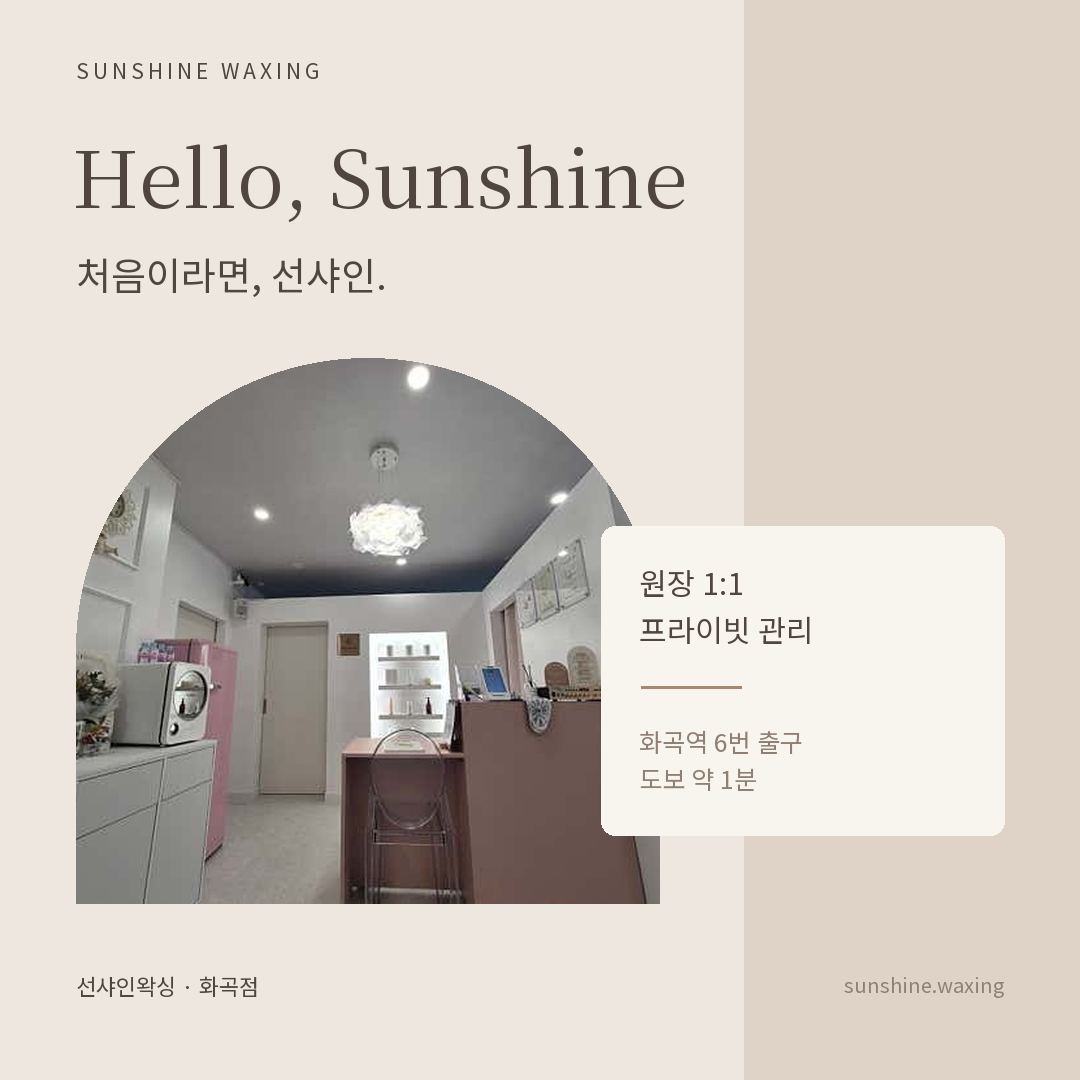 SUNSHINE WAXING
Hello, Sunshine
처음이라면, 선샤인.
원장 1:1
프라이빗 관리
화곡역 6번 출구
도보 약 1분
선샤인왁싱 · 화곡점
sunshine.waxing